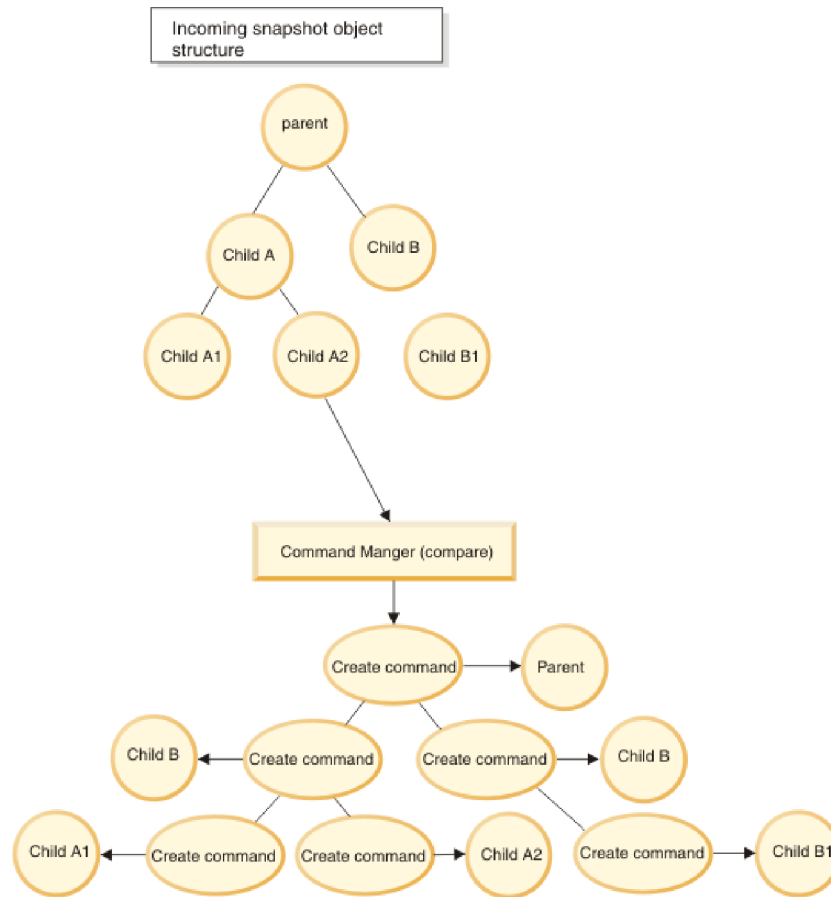 Incoming snapshot object
structure
parent
Child A
Child B
Child A1
Child A2
Child B1
Command Manger (compare)
Create command
Parent
Child B
Create command
Create command
Child B
Child A1
Create command
Create command
Child A2
Create command
Child B1